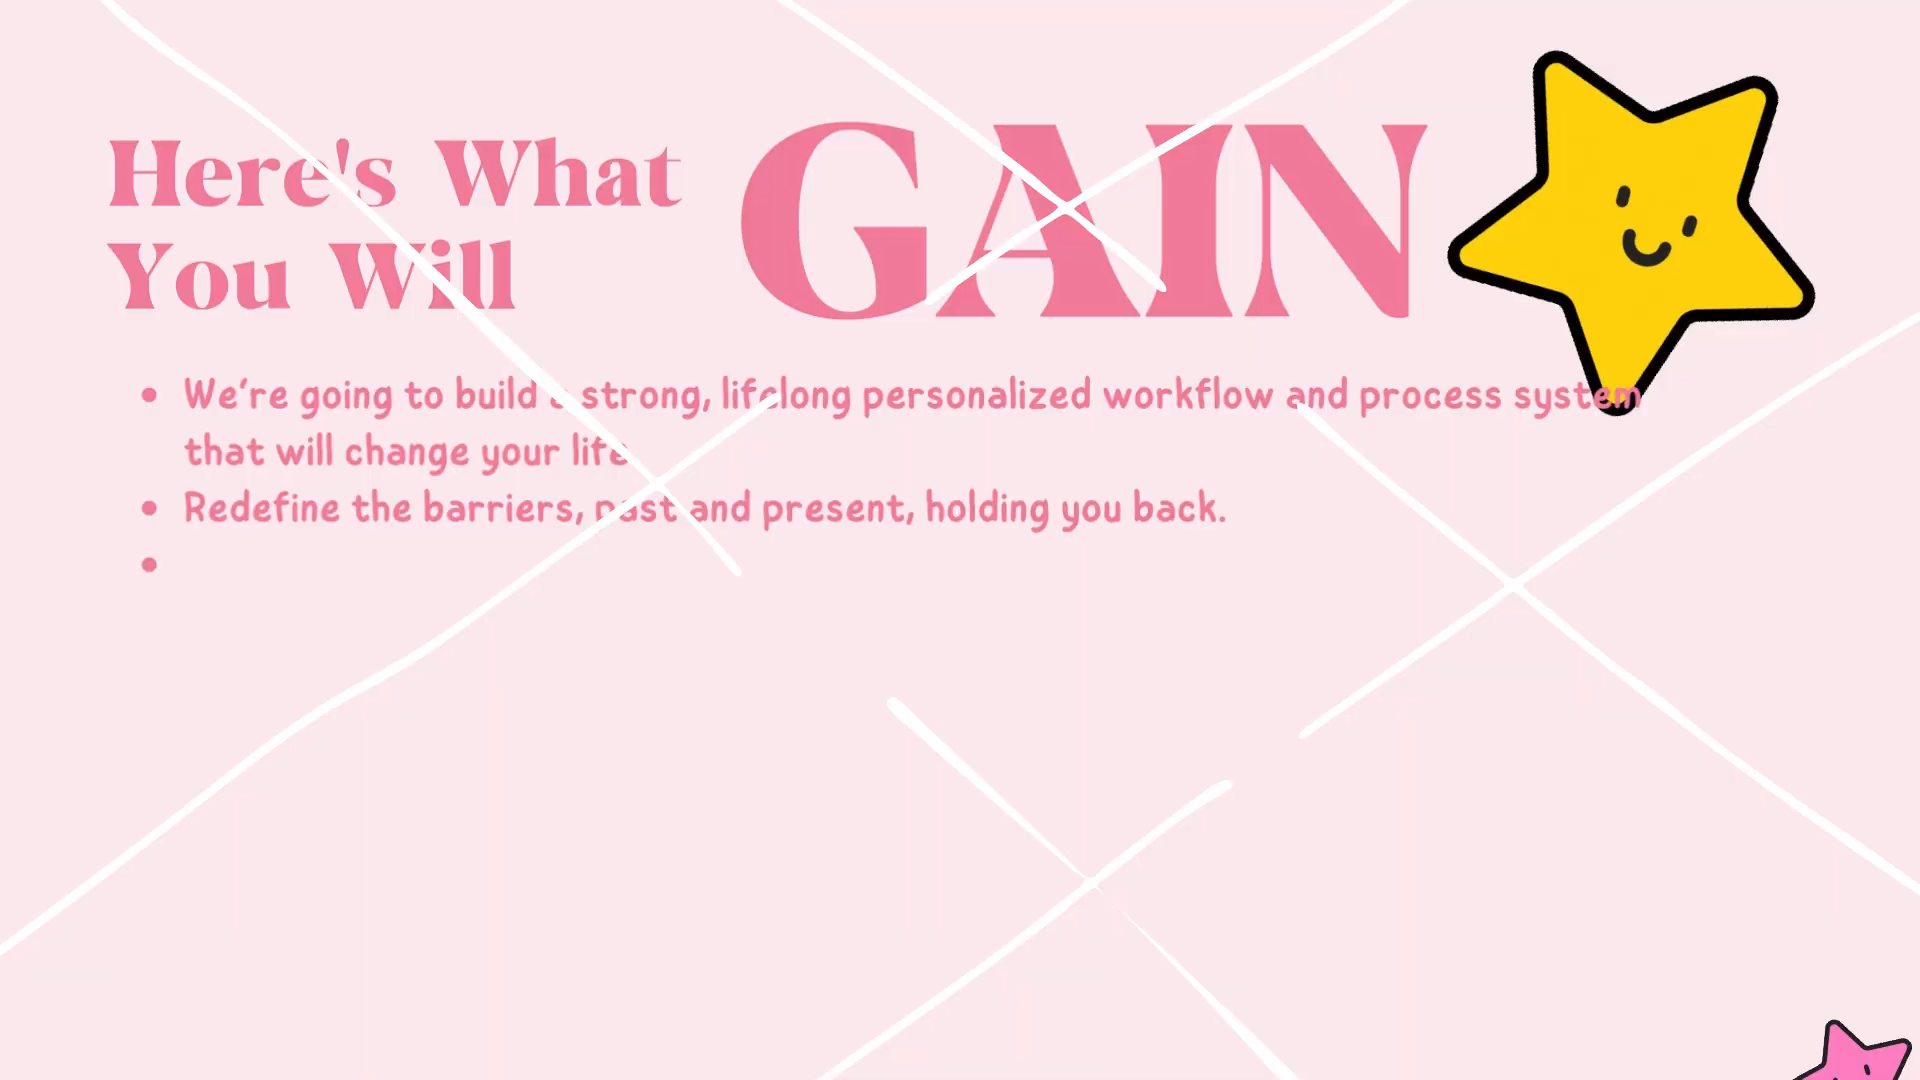 Here's What
You Will
GAIN
• We're going to build a strong, lifelong personalized workflow and process system
that will change your life
• Redefine the barriers, past and present, holding you back.
•